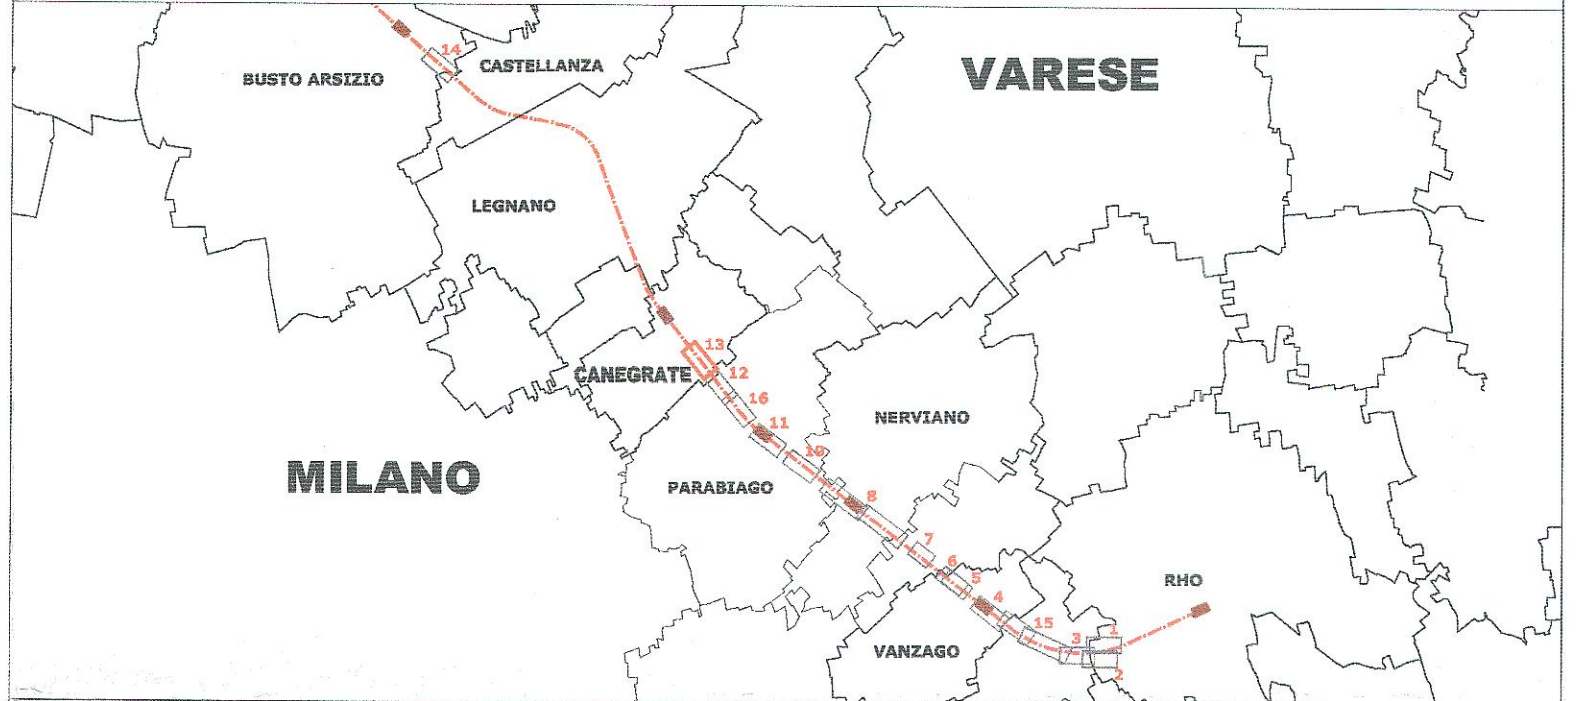 14
BUSTO ARSIZIO
CASTELLANZA
VARESE
LEGNANO
13
CANEGRATE
12
16
11
NERVIANO
10
MILANO
PARABIAGO
8
7
6
5
RHO
4
15
1
3
VANZAGO
2